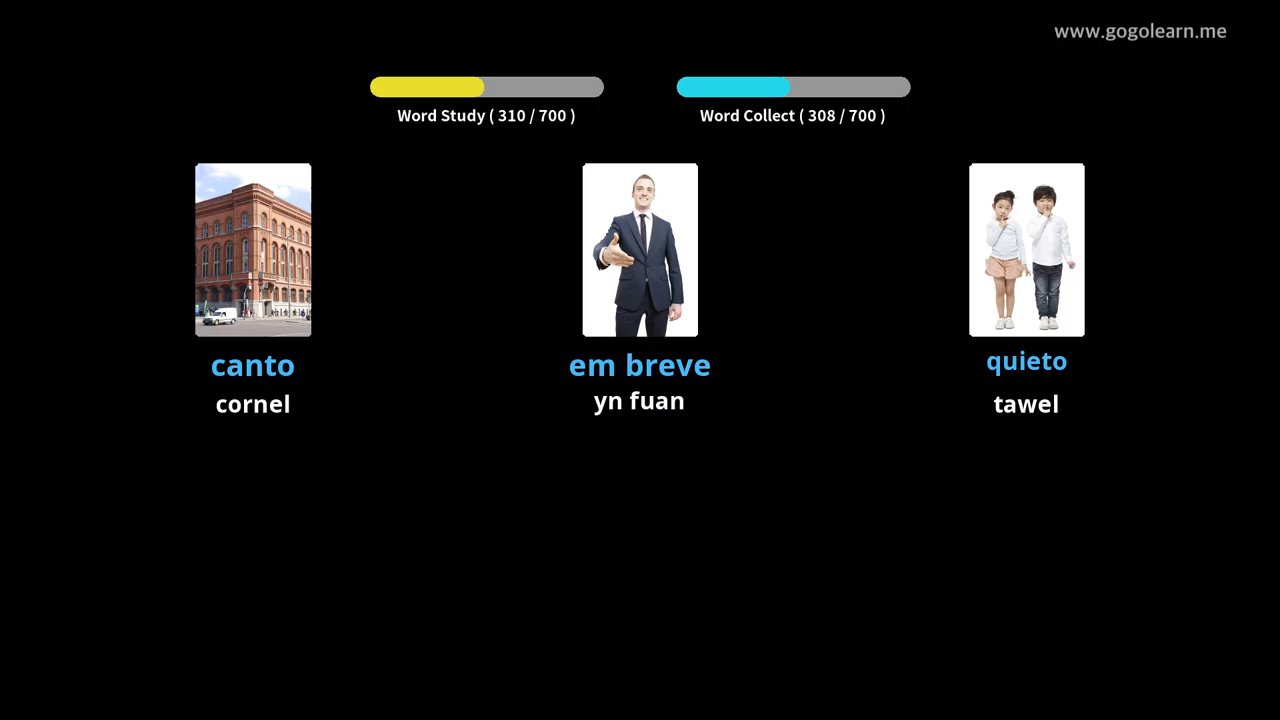 www.gogolearn.me
Word Study ( 310 / 700 )
Word Collect ( 308 / 700 )
canto
cornel
em breve
yn fuan
quieto
tawel